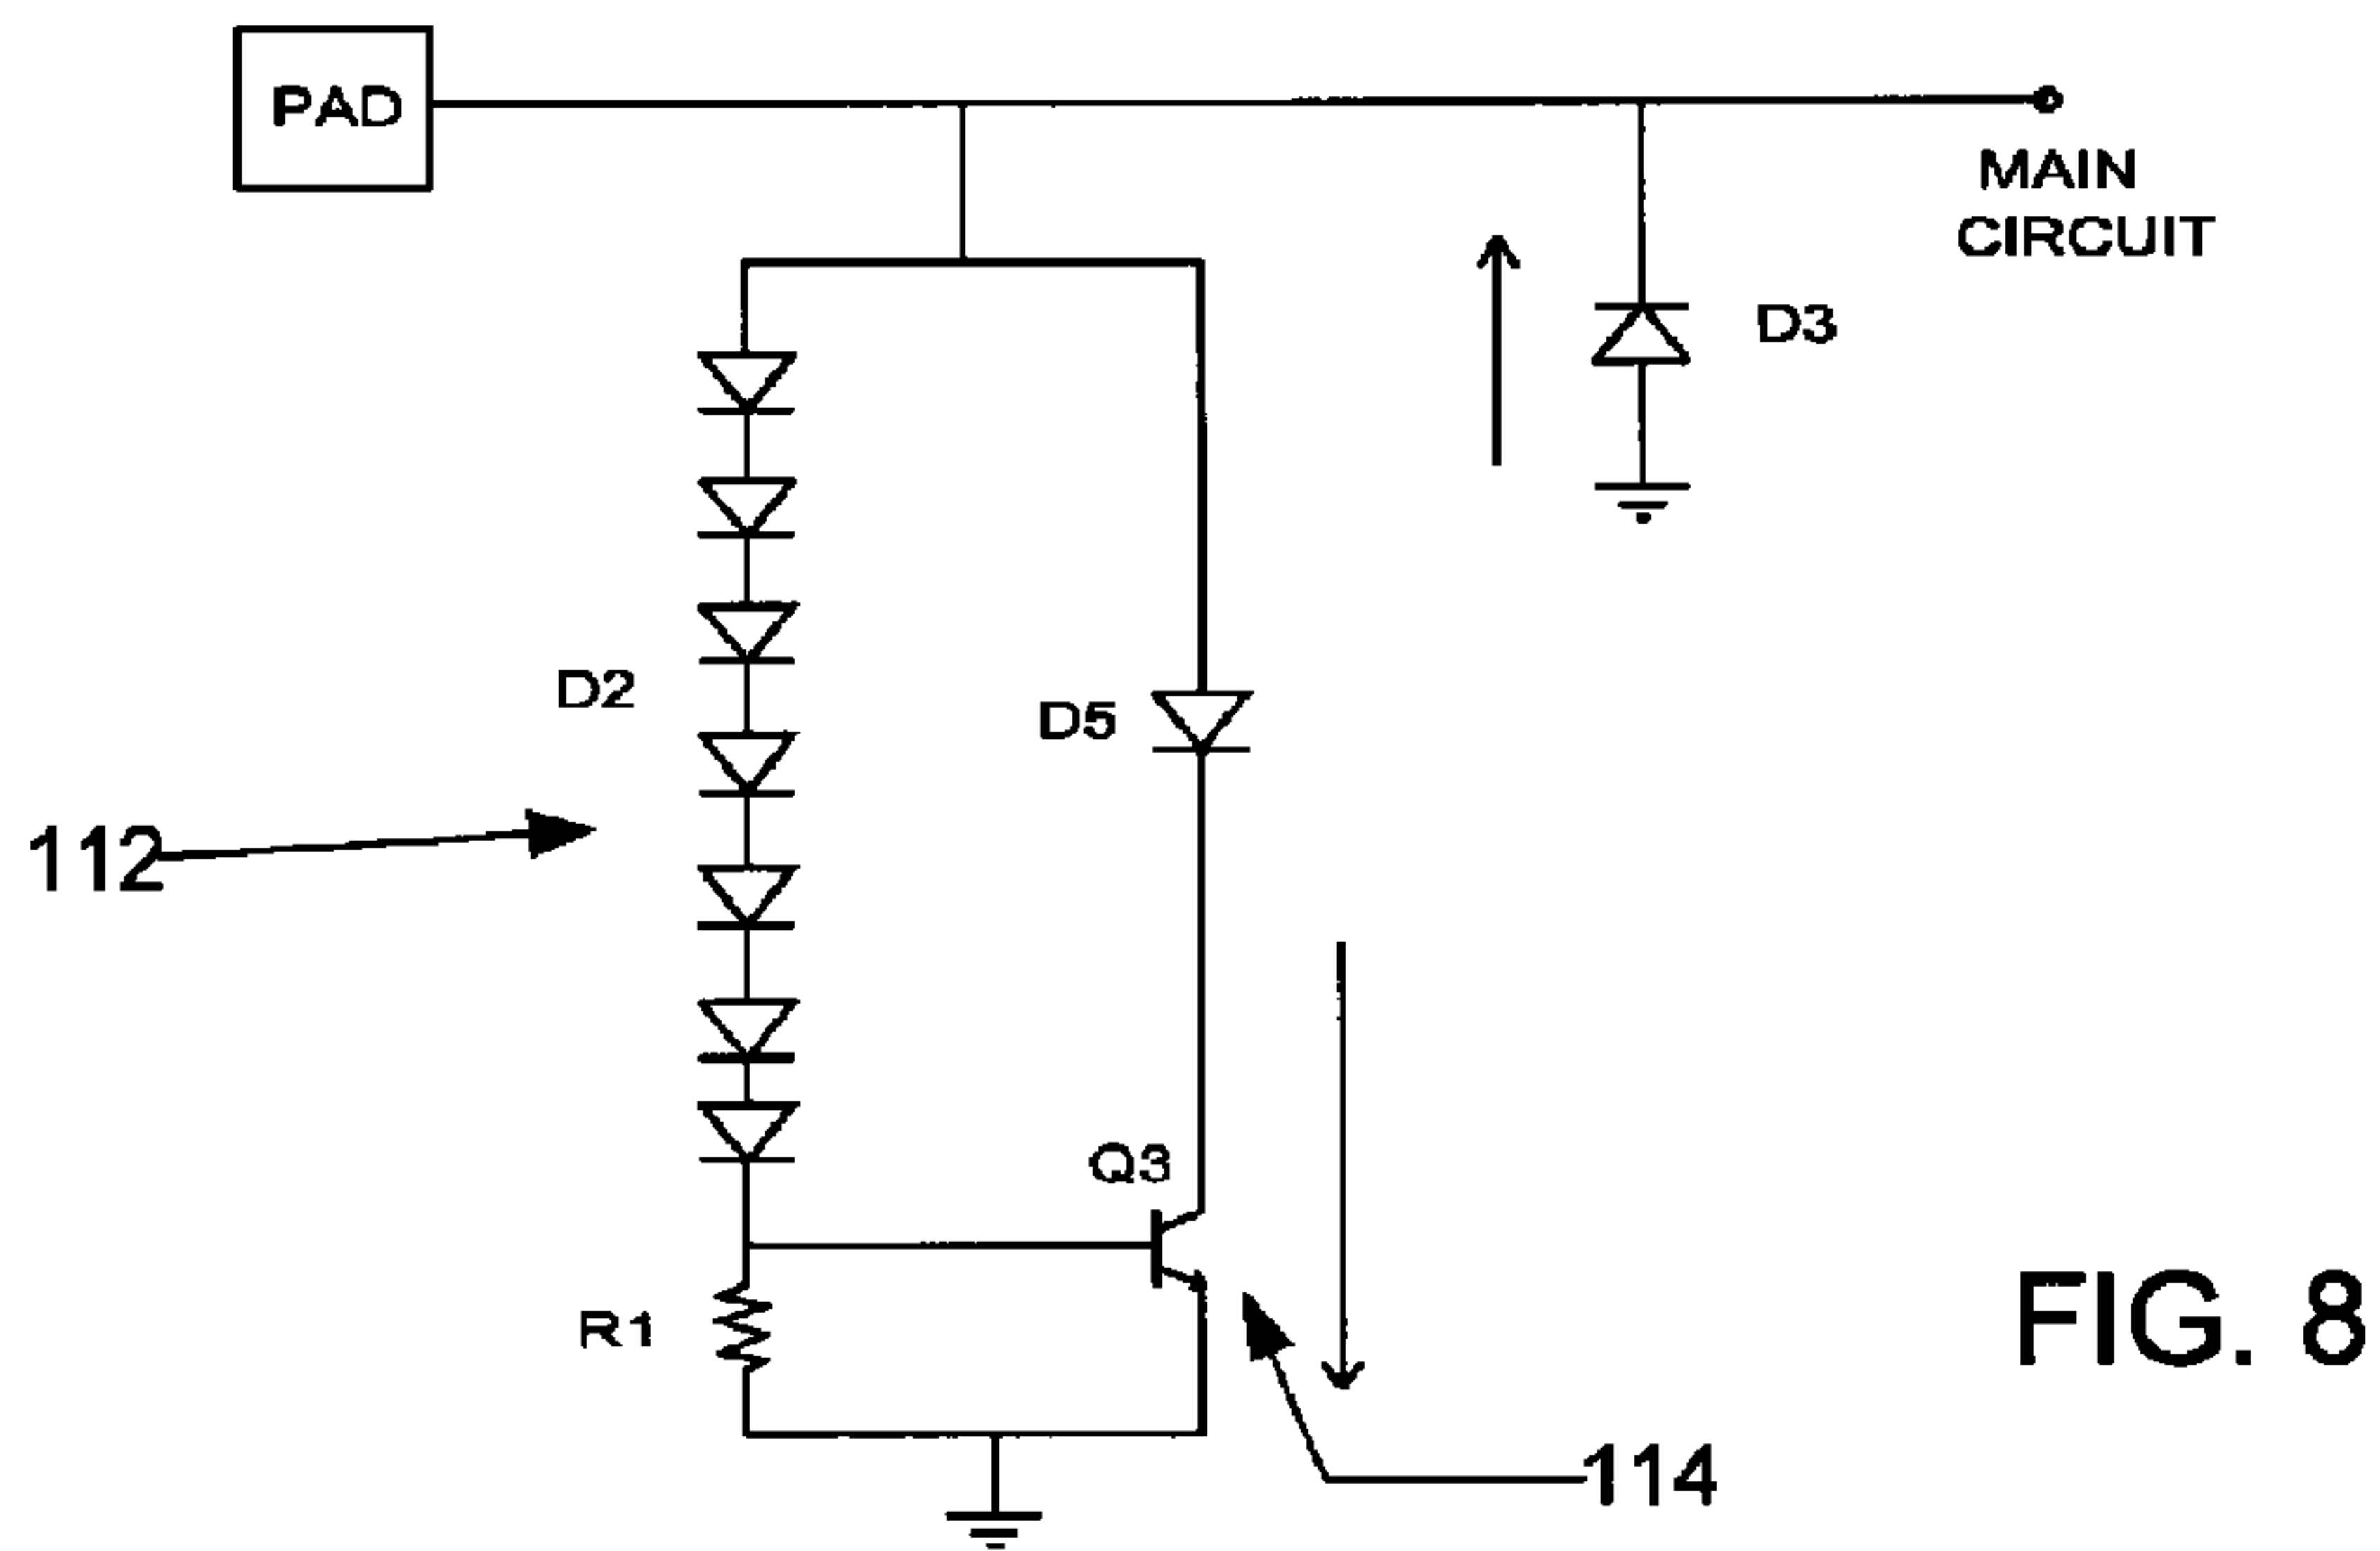 PAD
MAIN
CIRCUIT
D3
D2
D5
112
Q3
R1
FIG. 8
114